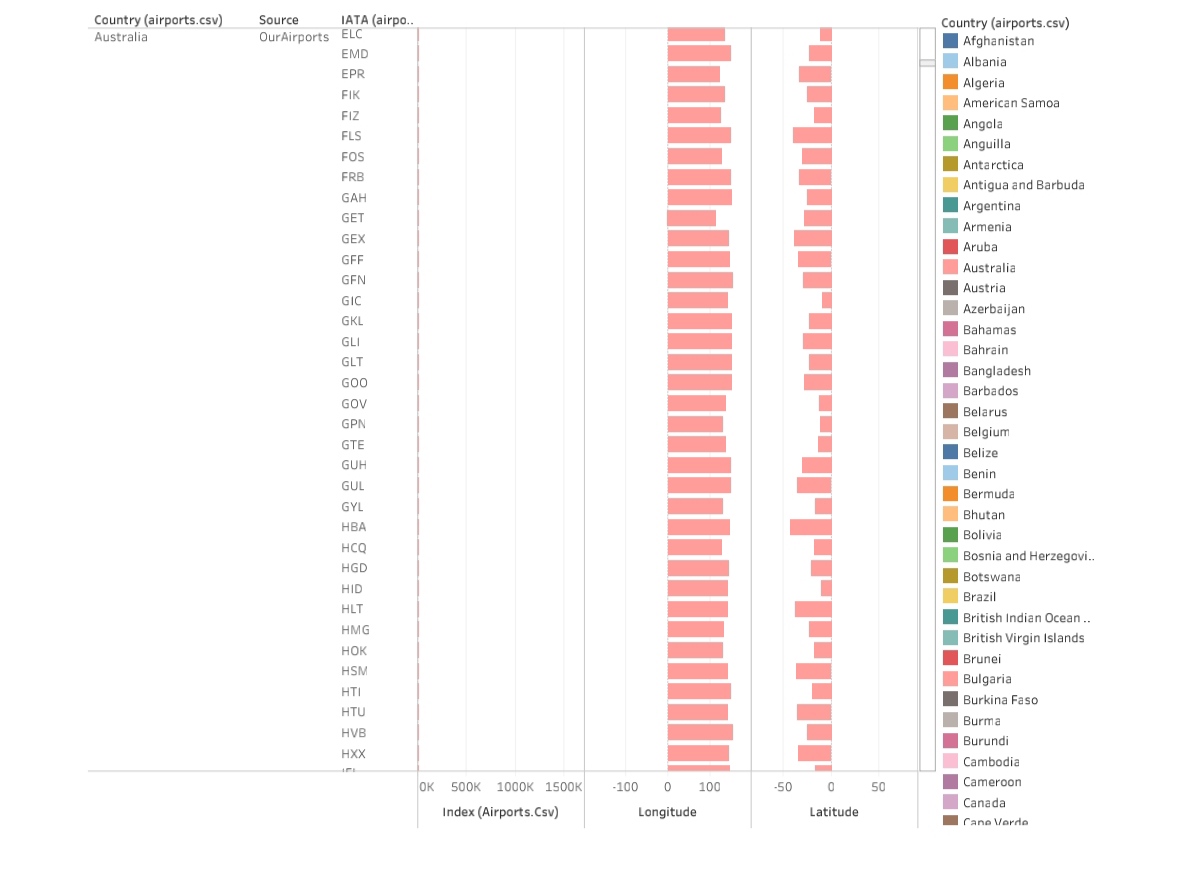 Country (airports.csv) Source IATA (airpo..
Australia OurAirports ELC
EMD
EPR
FIK
FIZ
FLS
FOS
FRB
GAH
GET
GEX
GFF
GFN
GIC
GKL
GLI
GLT
GOO
GOV
GPN
GTE
GUH
GUL
GYL
HBA
HCQ
HGD
HID
HLT
HMG
HOK
HSM
HTI
HTU
HVB
HXX
0K 500K 1000K 1500K -100 0 100 -50 0 50
Index (Airports.Csv) Longitude Latitude
Country (airports.csv)
Afghanistan
Albania
Algeria
American Samoa
Angola
Anguilla
Antarctica
Antigua and Barbuda
Argentina
Armenia
Aruba
Australia
Austria
Azerbaijan
Bahamas
Bahrain
Bangladesh
Barbados
Belarus
Belgium
Belize
Benin
Bermuda
Bhutan
Bolivia
Bosnia and Herzegovi..
Botswana
Brazil
British Indian Ocean ..
British Virgin Islands
Brunei
Bulgaria
Burkina Faso
Burma
Burundi
Cambodia
Cameroon
Canada
Cape Verde